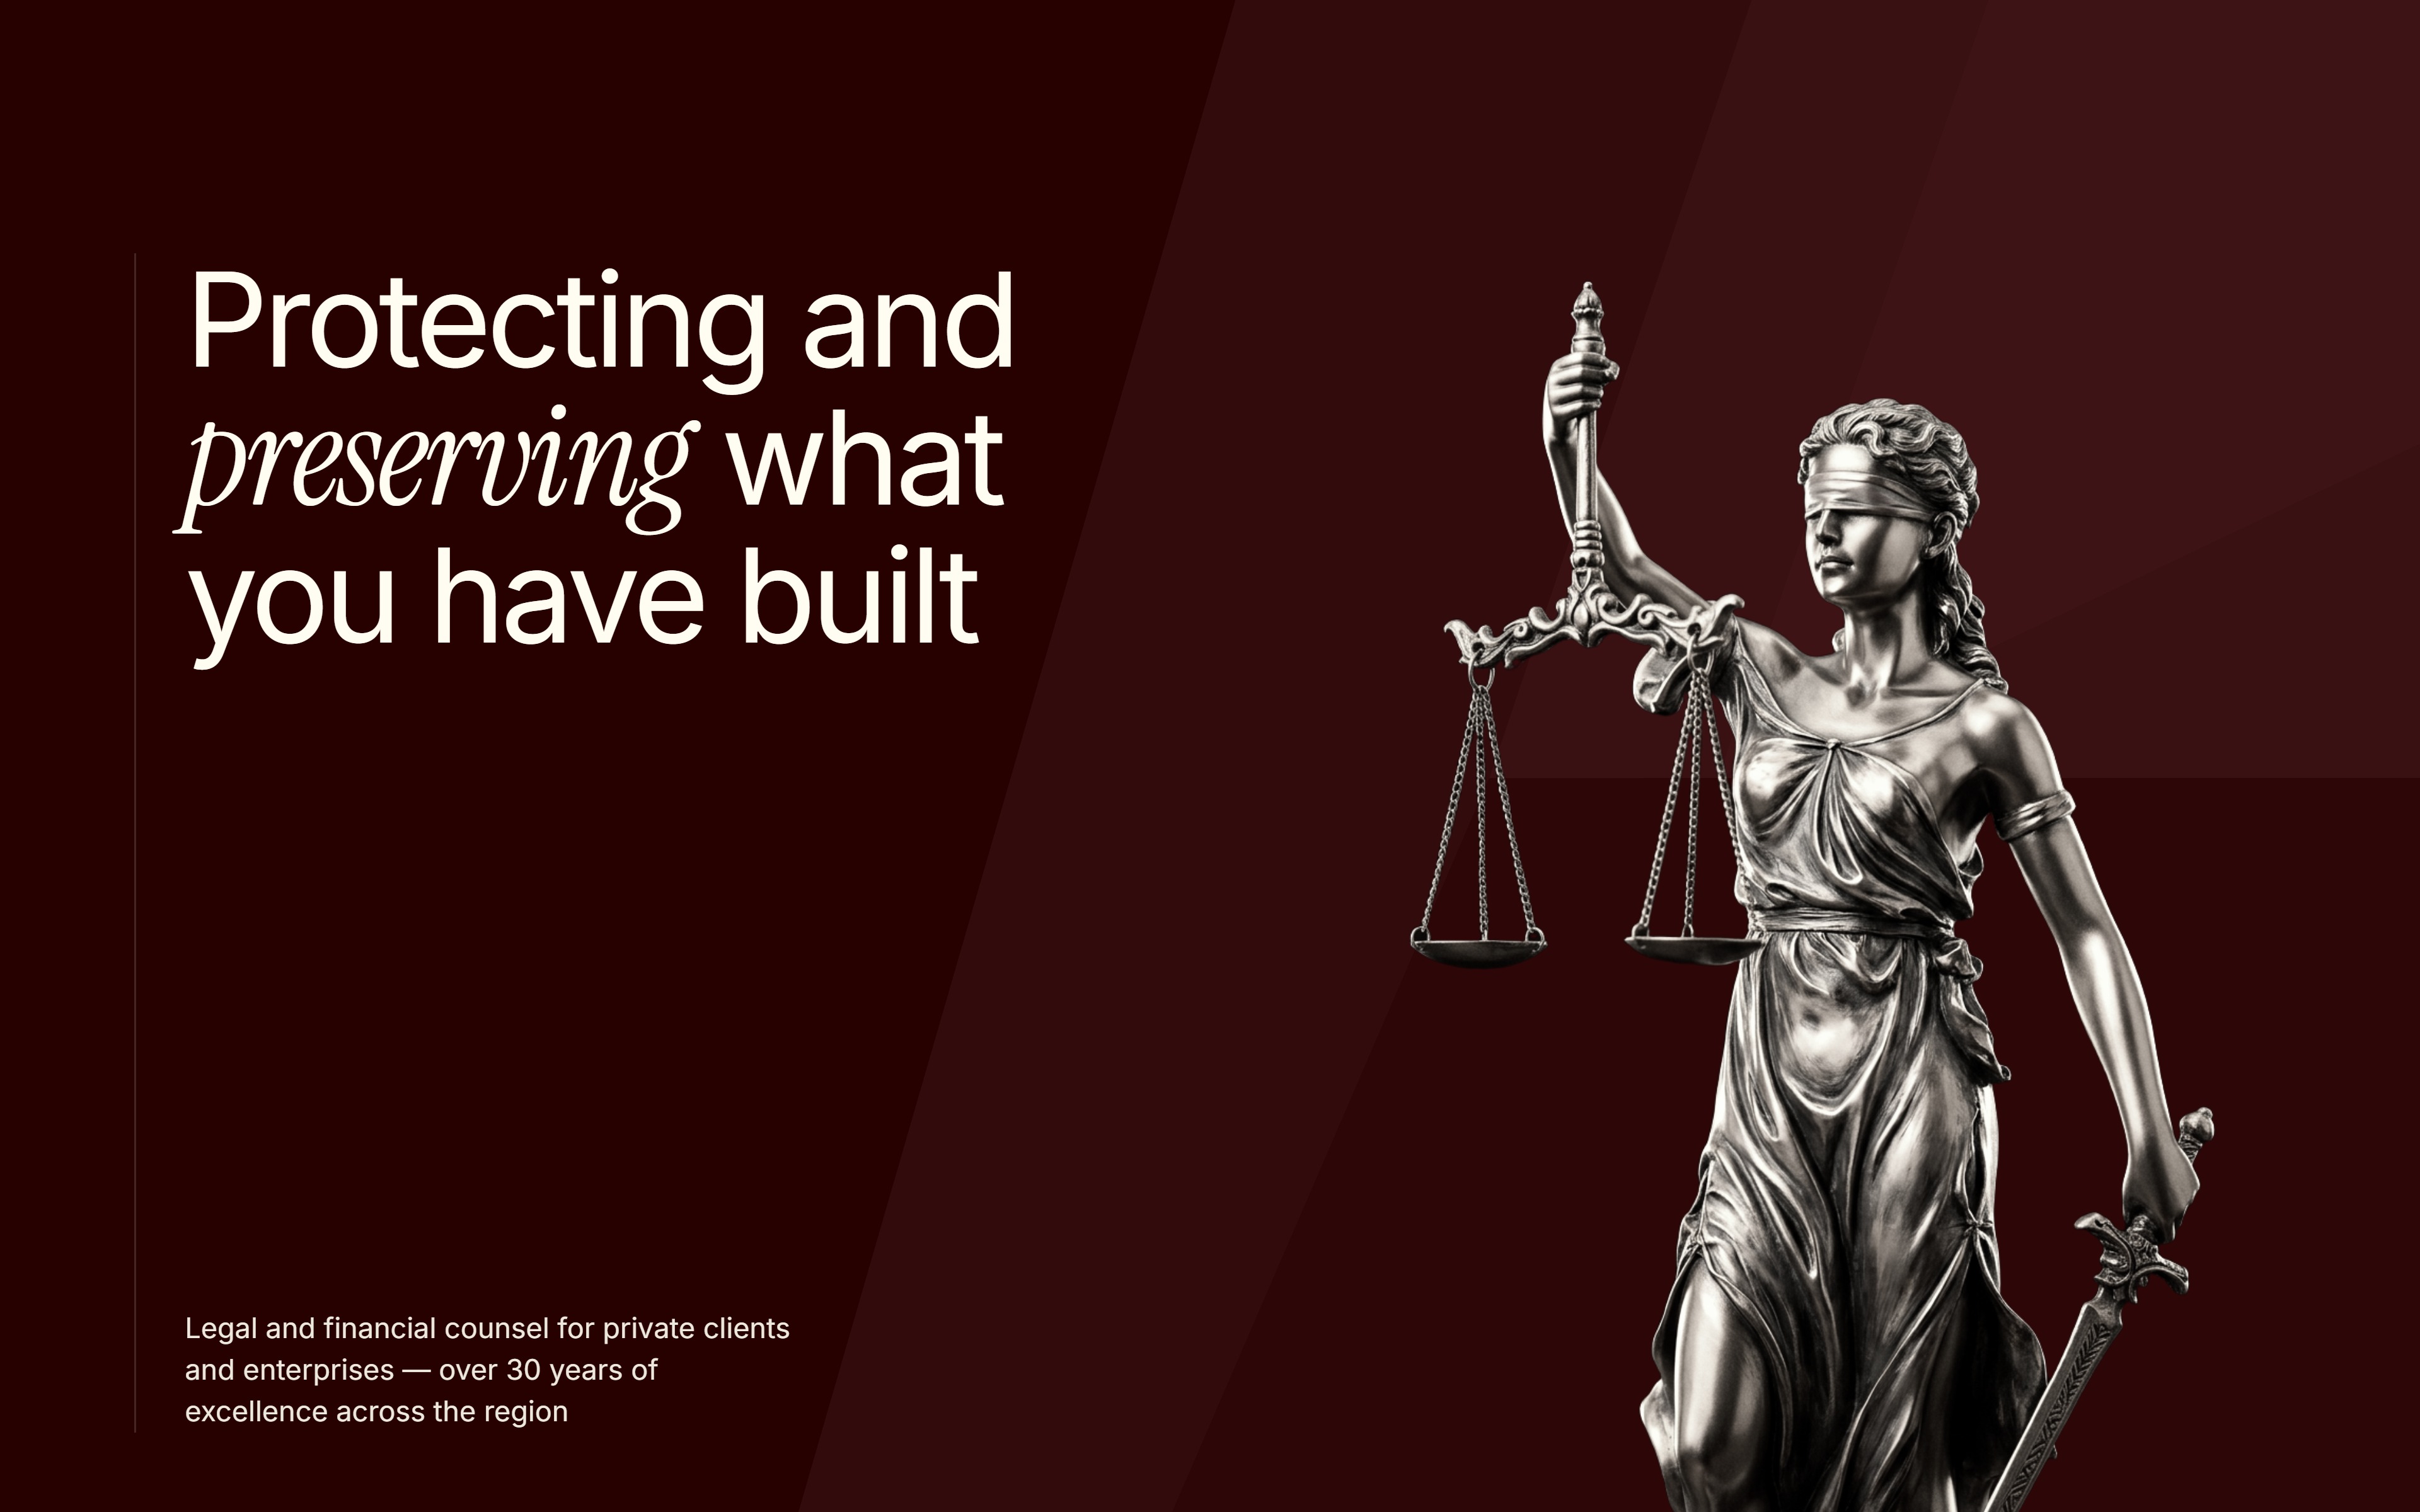 Protecting and
preserving what
you have built
Legal and financial counsel for private clients
and enterprises — over 30 years of
excellence across the region